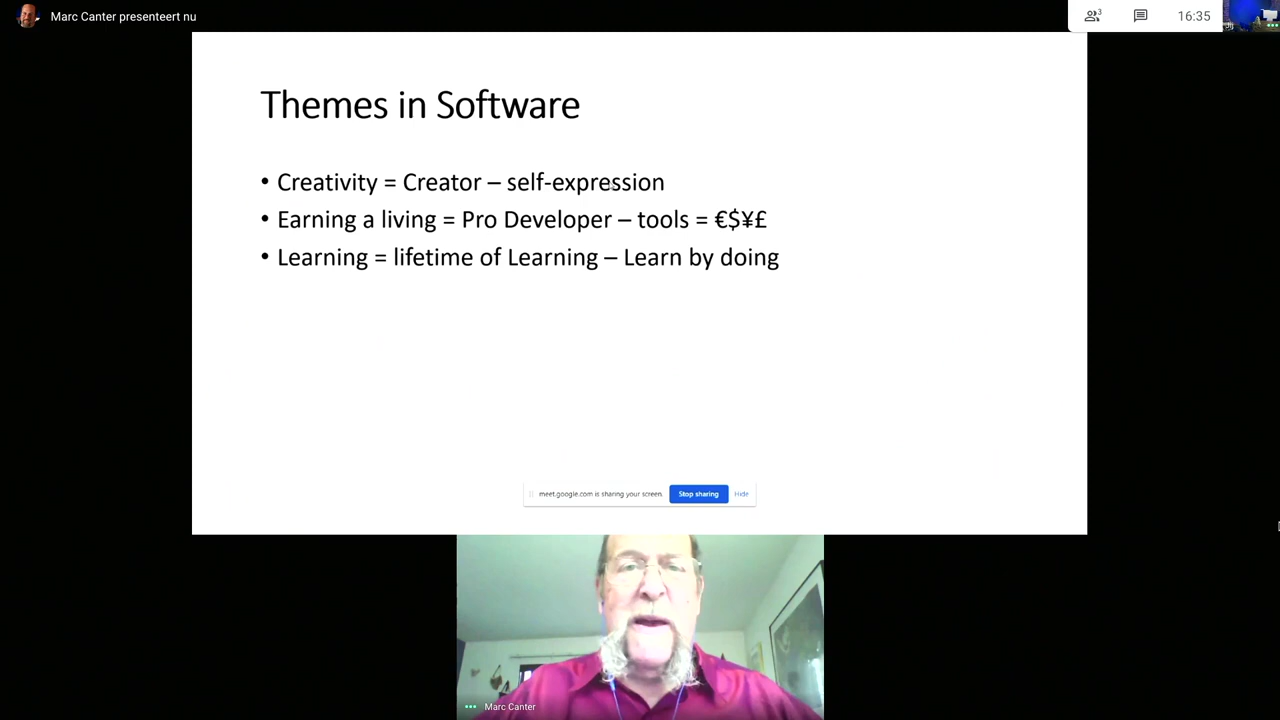 Marc Canter presenteert nu
3
16:35
Themes in Software
• Creativity = Creator – self-expression
• Earning a living = Pro Developer – tools = €$¥£
• Learning = lifetime of Learning – Learn by doing
meet.google.com is sharing your screen.
Stop sharing
Hide
Marc Canter